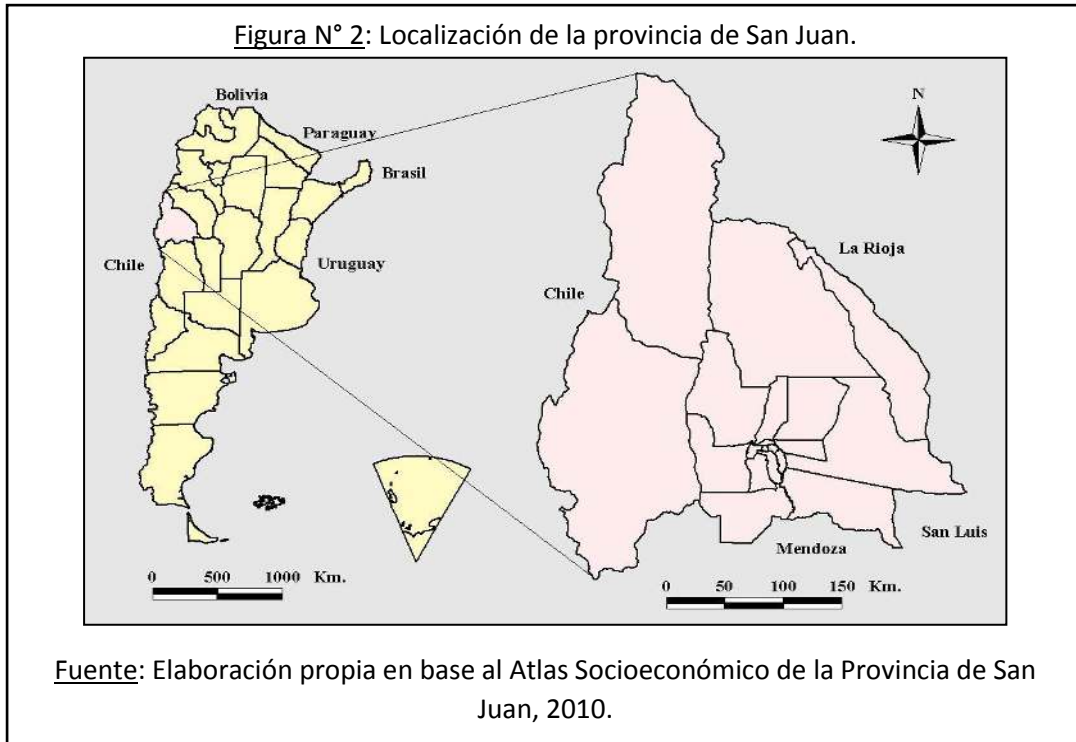 Figura N° 2: Localización de la provincia de San Juan.
Bolivia
Paraguay
Brasil
Chile
Uruguay
0 500 1000 Km.
N
La Rioja
Chile
San Luis
Mendoza
0 50 100 150 Km.
Fuente: Elaboración propia en base al Atlas Socioeconómico de la Provincia de San
Juan, 2010.